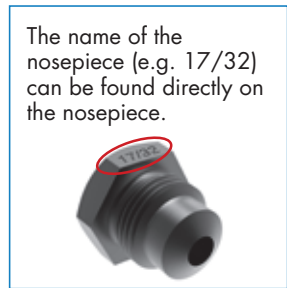 The name of the
nosepiece (e.g. 17/32)
can be found directly on
the nosepiece.
17/32